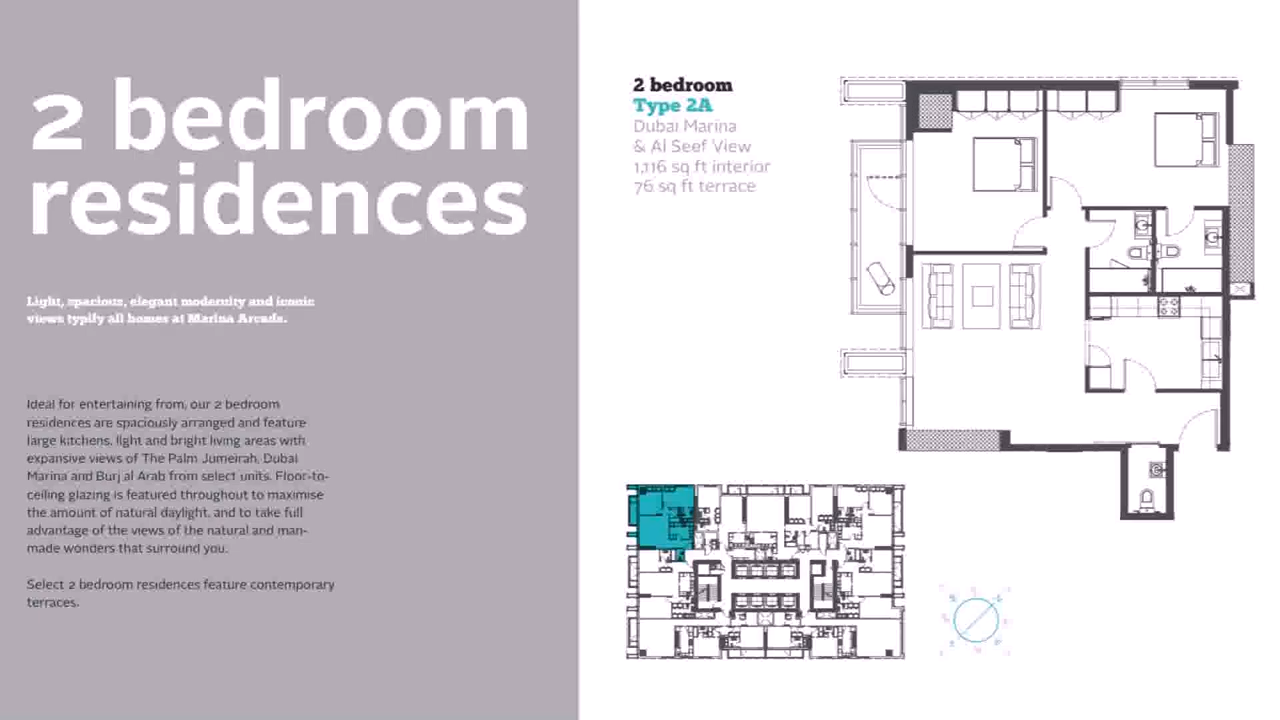 2 bedroom
residences
Light, spacious, elegant modernity and iconic
views typify all homes at Marina Arcade.
Ideal for entertaining from, our 2 bedroom
residences are spaciously arranged and feature
large kitchens, light and bright living areas with
expansive views of The Palm Jumeirah, Dubai
Marina and Burj al Arab from select units. Floor-to-
ceiling glazing is featured throughout to maximise
the amount of natural daylight, and to take full
advantage of the views of the natural and man-
made wonders that surround you.
Select 2 bedroom residences feature contemporary
terraces.
2 bedroom
Type 2A
Dubai Marina
& Al Seef View
1,116 sq ft interior
76 sq ft terrace